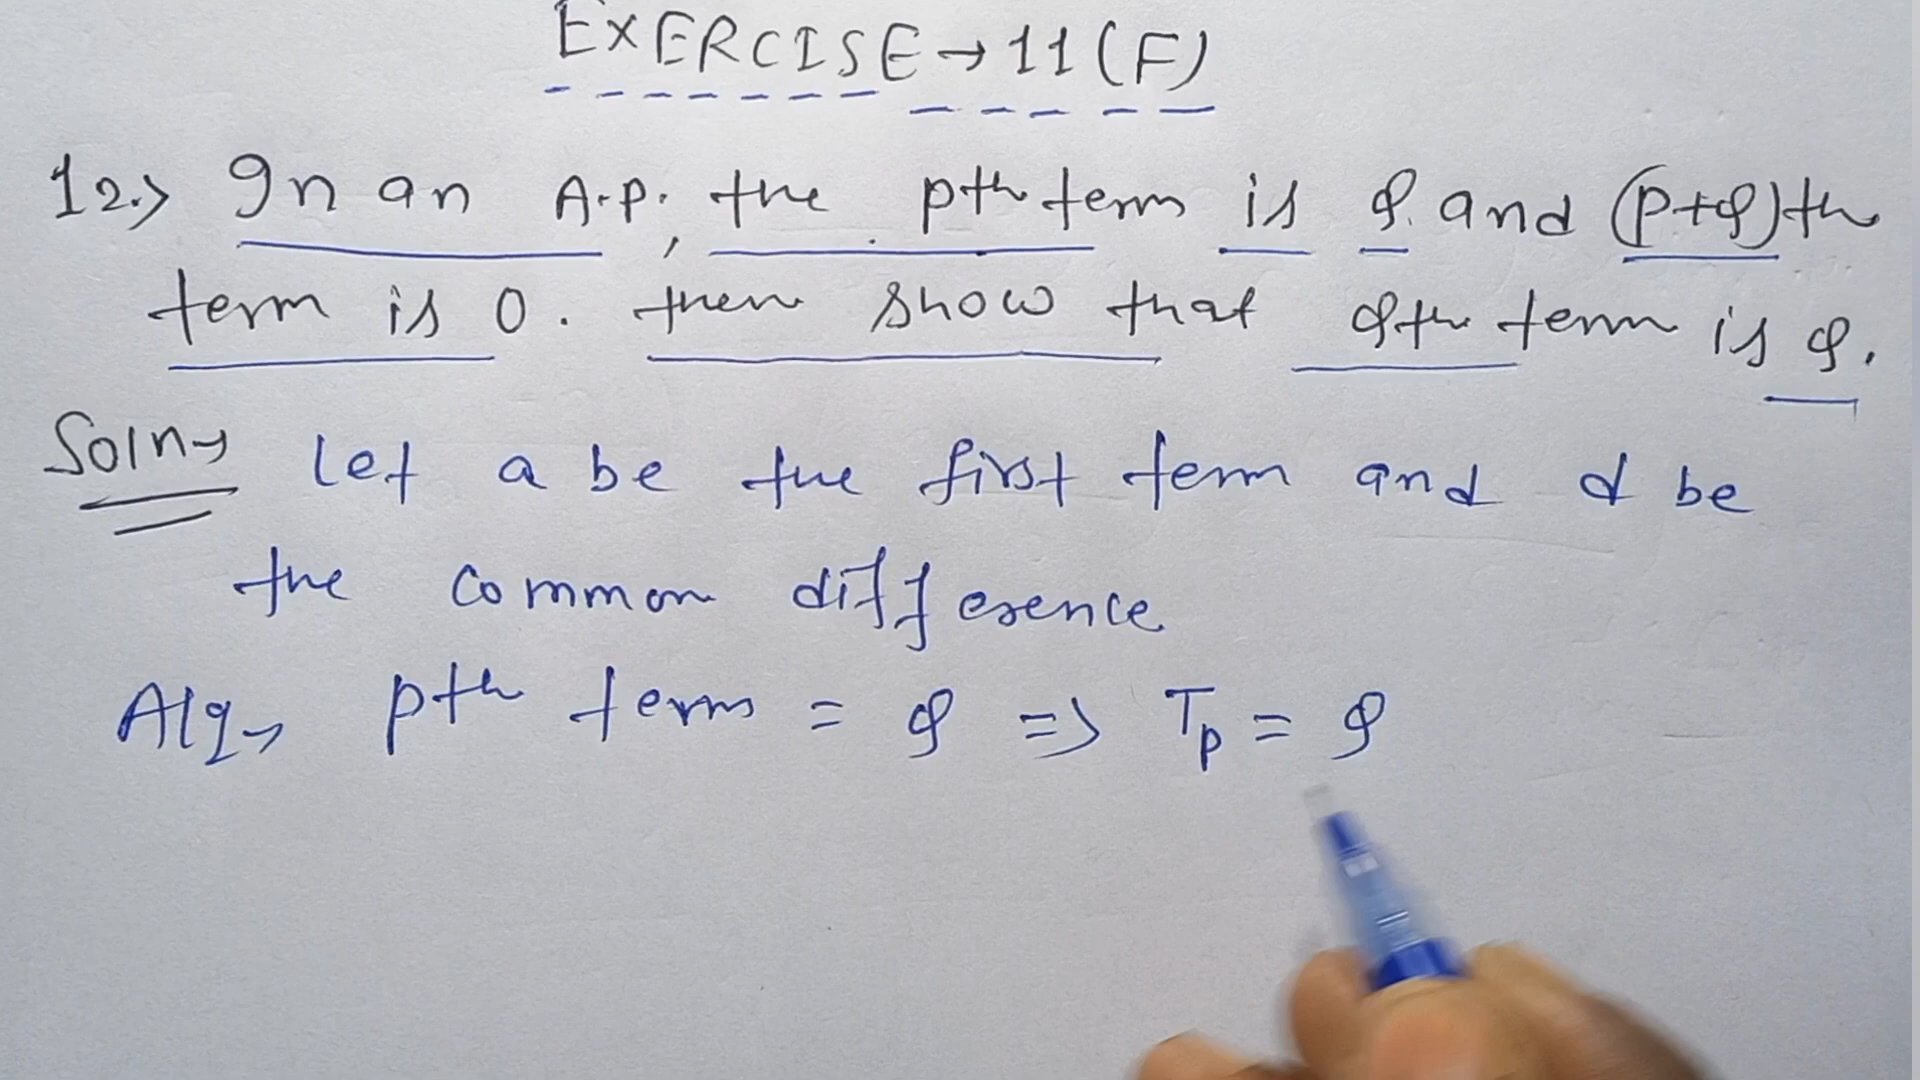 EXERCISE → 11 (F)
12.> In an A.P., the pth term is q. and (p+q)th
term is 0. then show that qth term is q.
Soln→ Let a be the first term and d be
the common difference
A/q→ pth term = q => Tp = q